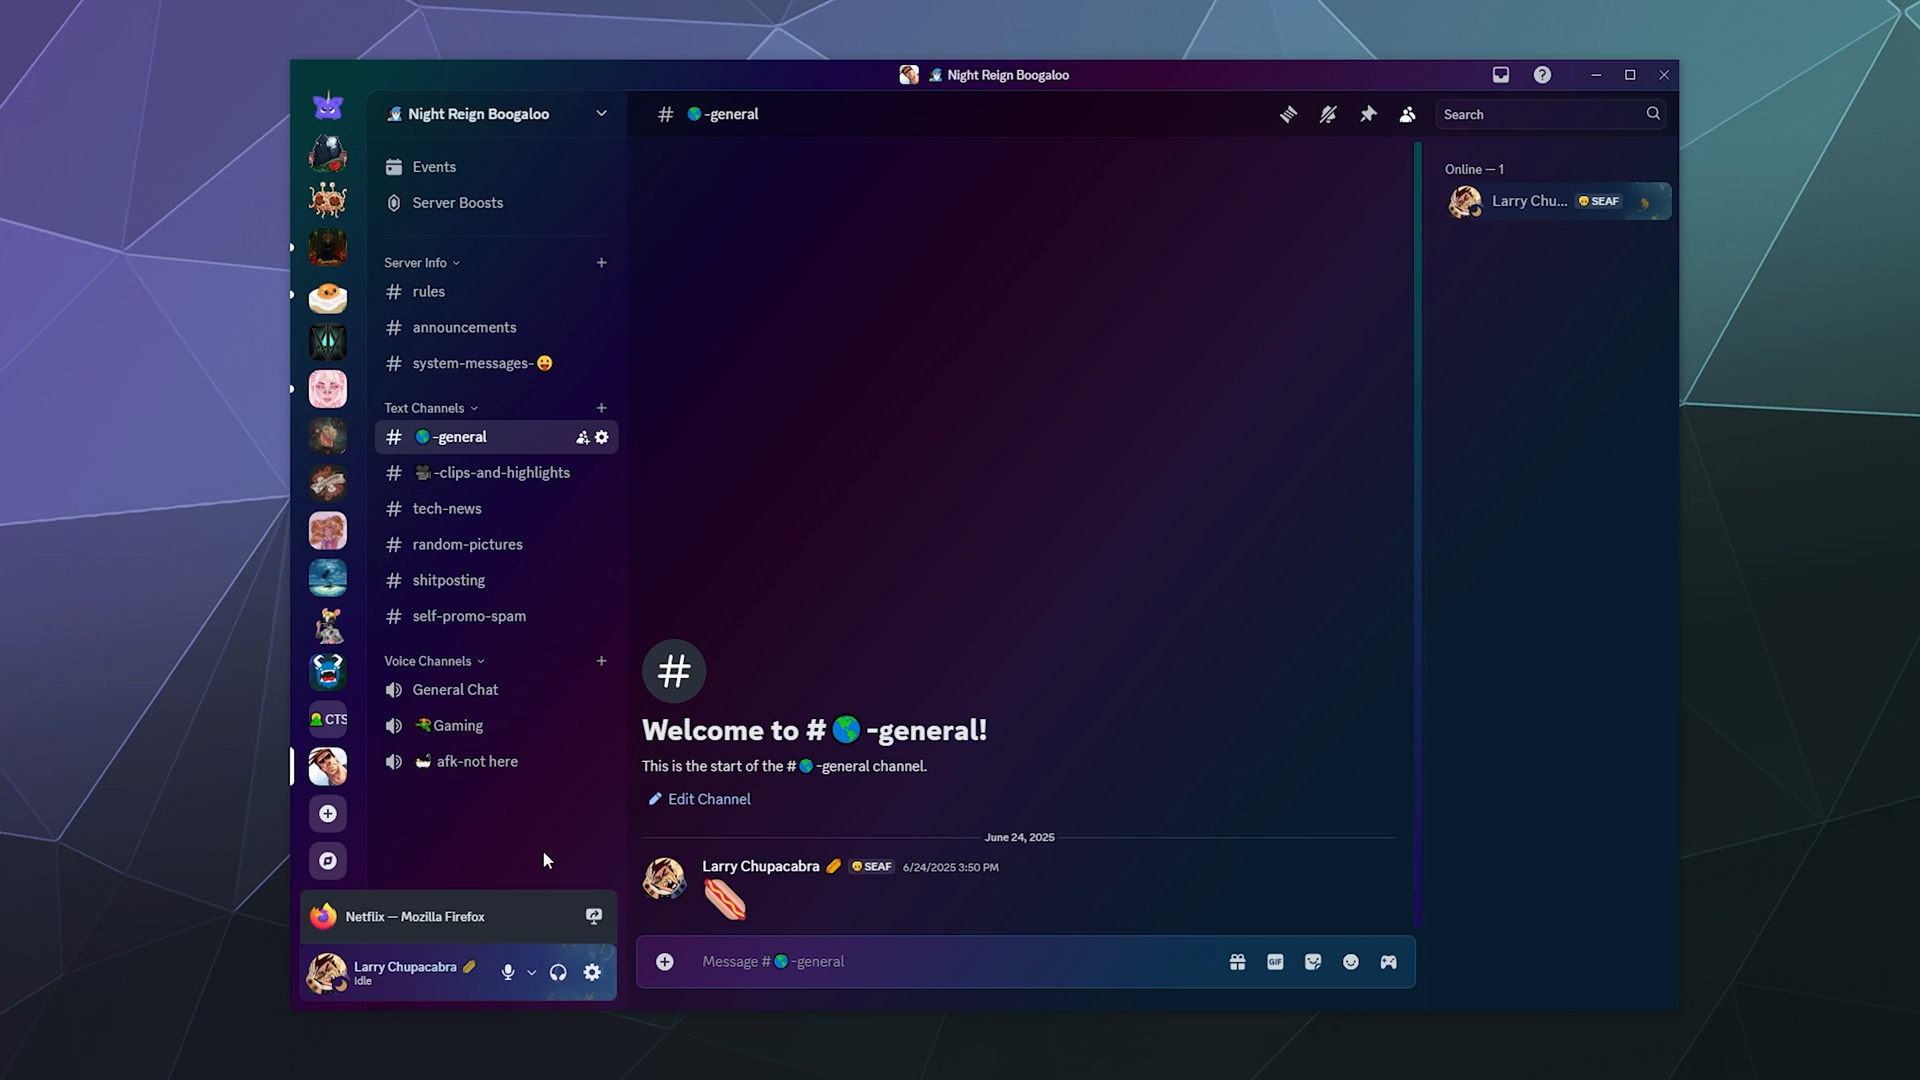 Night Reign Boogaloo
Night Reign Boogaloo
# -general
Search
Events
Server Boosts
Online — 1
Larry Chu... SEAF
Server Info
# rules
# announcements
# system-messages-😛
Text Channels
# 🌎-general
# 🎥-clips-and-highlights
# tech-news
# random-pictures
# shitposting
# self-promo-spam
Voice Channels
General Chat
🔫Gaming
🛀 afk-not here
CTS
Welcome to #🌎-general!
This is the start of the #🌎-general channel.
Edit Channel
June 24, 2025
Larry Chupacabra SEAF 6/24/2025 3:50 PM
🌭
Netflix — Mozilla Firefox
Larry Chupacabra
Idle
Message #🌎-general
GIF